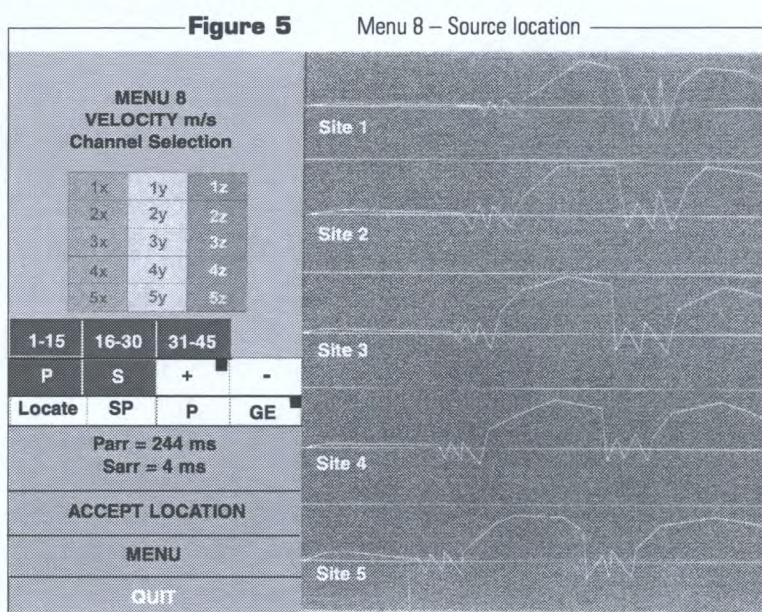 Figure 5 Menu 8 – Source location
MENU 8
VELOCITY m/s
Channel Selection
1x 1y 1z
2x 2y 2z
3x 3y 3z
4x 4y 4z
5x 5y 5z
1-15 16-30 31-45
P S + -
Locate SP P GE
Parr = 244 ms
Sarr = 4 ms
ACCEPT LOCATION
MENU
QUIT
Site 1
Site 2
Site 3
Site 4
Site 5